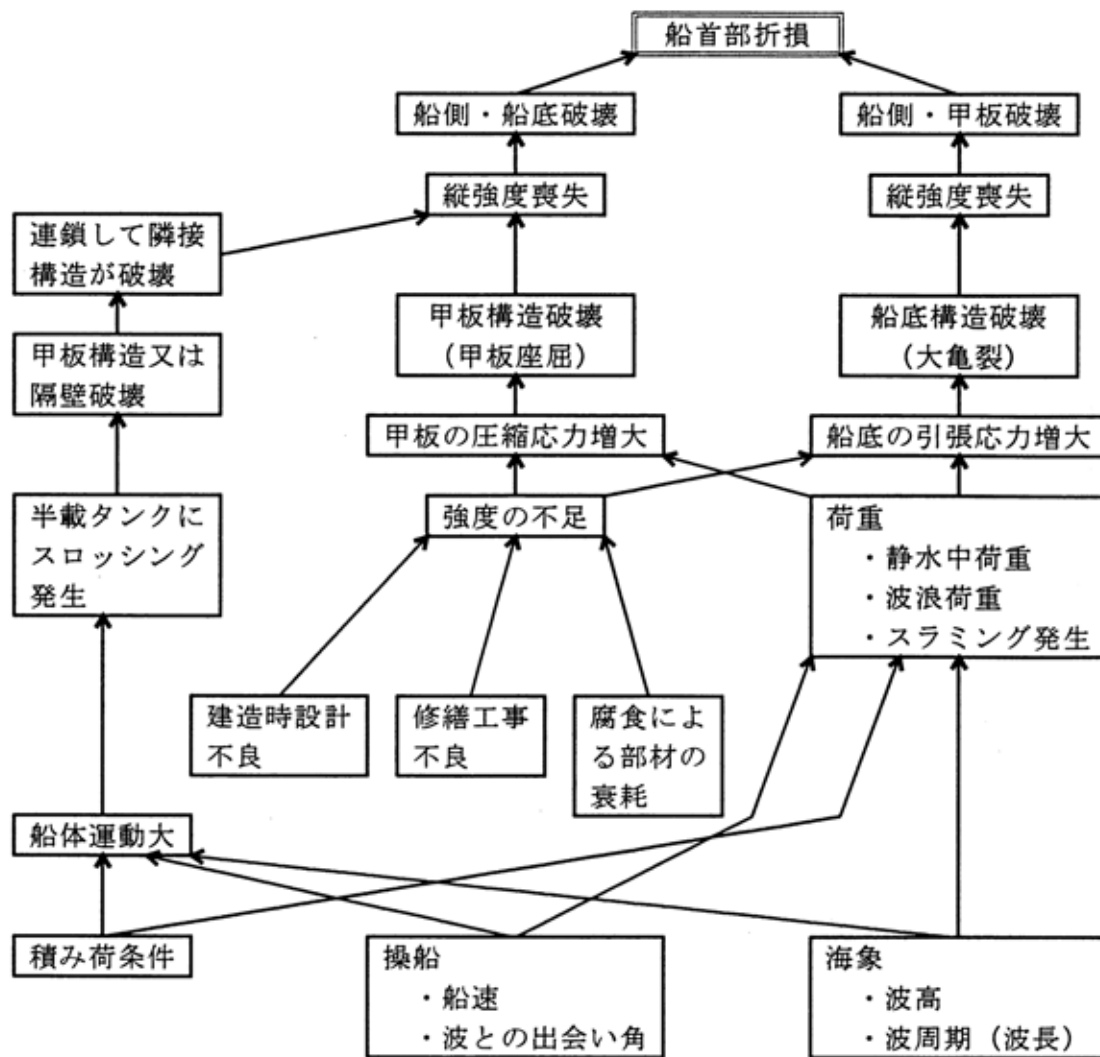 船首部折損
船側・船底破壊
船側・甲板破壊
縦強度喪失
縦強度喪失
連鎖して隣接
構造が破壊
甲板構造破壊
（甲板座屈）
船底構造破壊
（大亀裂）
甲板構造又は
隔壁破壊
甲板の圧縮応力増大
船底の引張応力増大
半載タンクに
スロッシング
発生
強度の不足
荷重
・静水中荷重
・波浪荷重
・スラミング発生
建造時設計
不良
修繕工事
不良
腐食によ
る部材の
衰耗
船体運動大
積み荷条件
操船
・船速
・波との出会い角
海象
・波高
・波周期（波長）